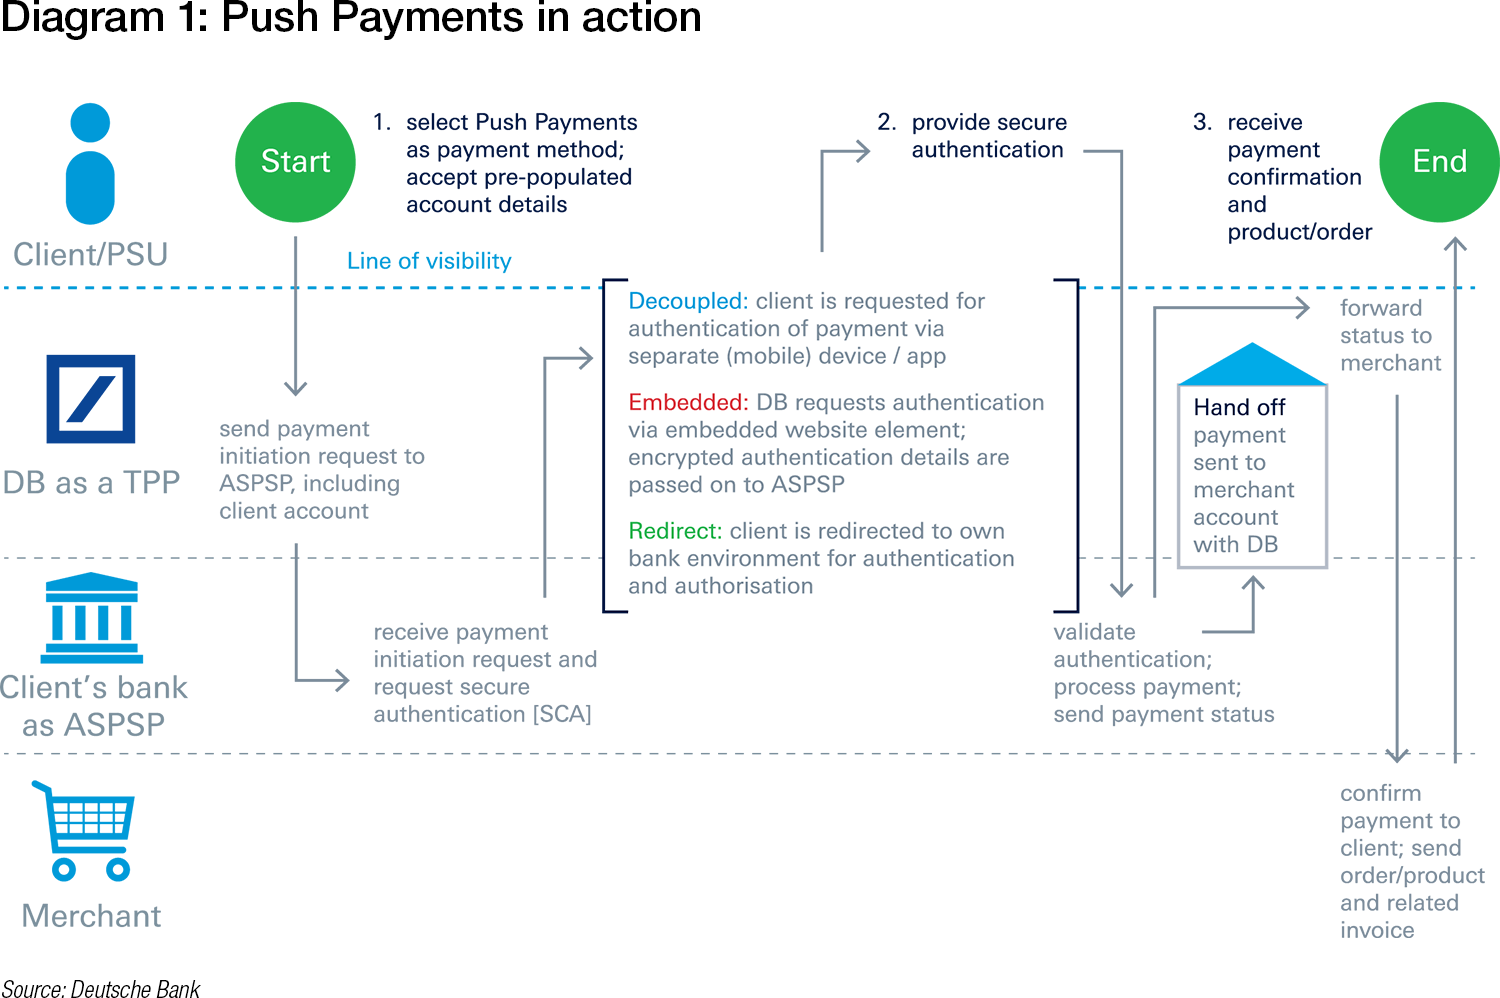 Diagram 1: Push Payments in action
Client/PSU
Start
1. select Push Payments
as payment method;
accept pre-populated
account details
2. provide secure
authentication
3. receive
payment
confirmation
and
product/order
End
Line of visibility
DB as a TPP
send payment
initiation request to
ASPSP, including
client account
Decoupled: client is requested for
authentication of payment via
separate (mobile) device / app
Embedded: DB requests authentication
via embedded website element;
encrypted authentication details are
passed on to ASPSP
Redirect: client is redirected to own
bank environment for authentication
and authorisation
Hand off
payment
sent to
merchant
account
with DB
forward
status to
merchant
Client's bank
as ASPSP
receive payment
initiation request and
request secure
authentication [SCA]
validate
authentication;
process payment;
send payment status
Merchant
confirm
payment to
client; send
order/product
and related
invoice
Source: Deutsche Bank